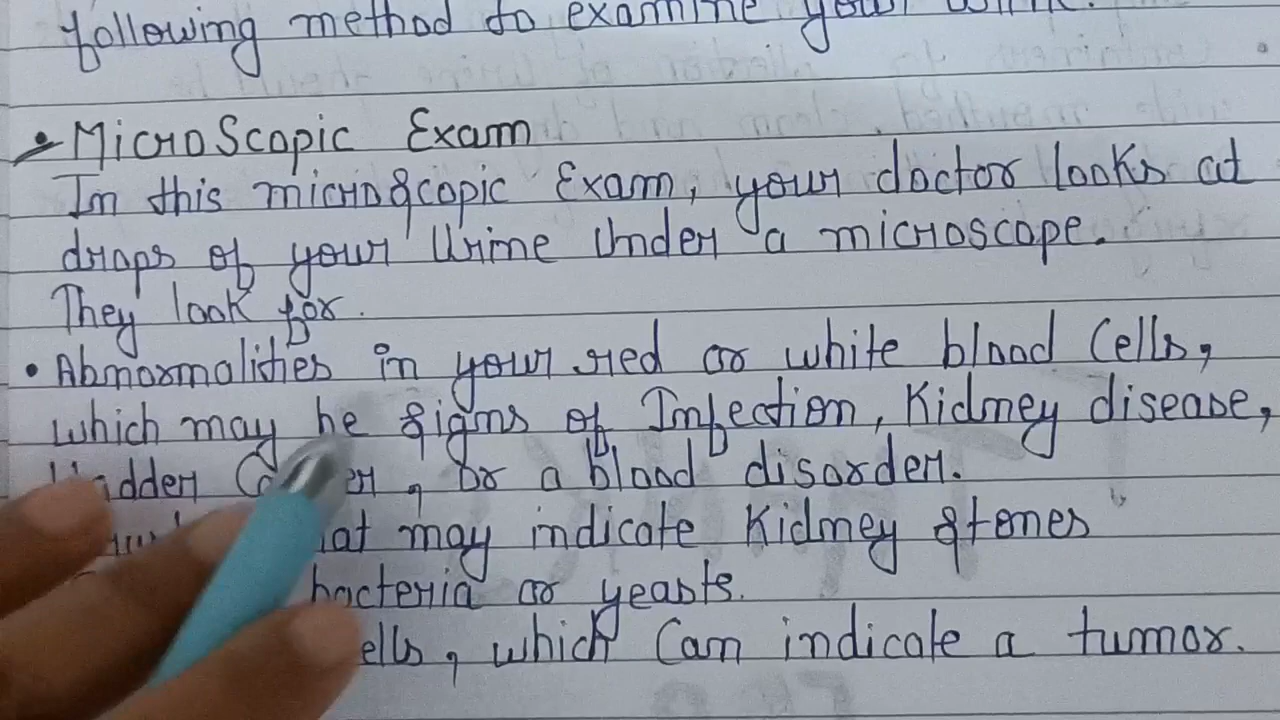 following method to examine your urine.
• Microscopic Exam
In this microscopic Exam, your doctor looks at
drops of your Urine Under a microscope.
They look for.
• Abnormalities in your red or white blood Cells,
which may be signs of Infection, Kidney disease,
or a blood disorder.
may indicate Kidney stones
bacteria or yeasts.
which Can indicate a tumor.